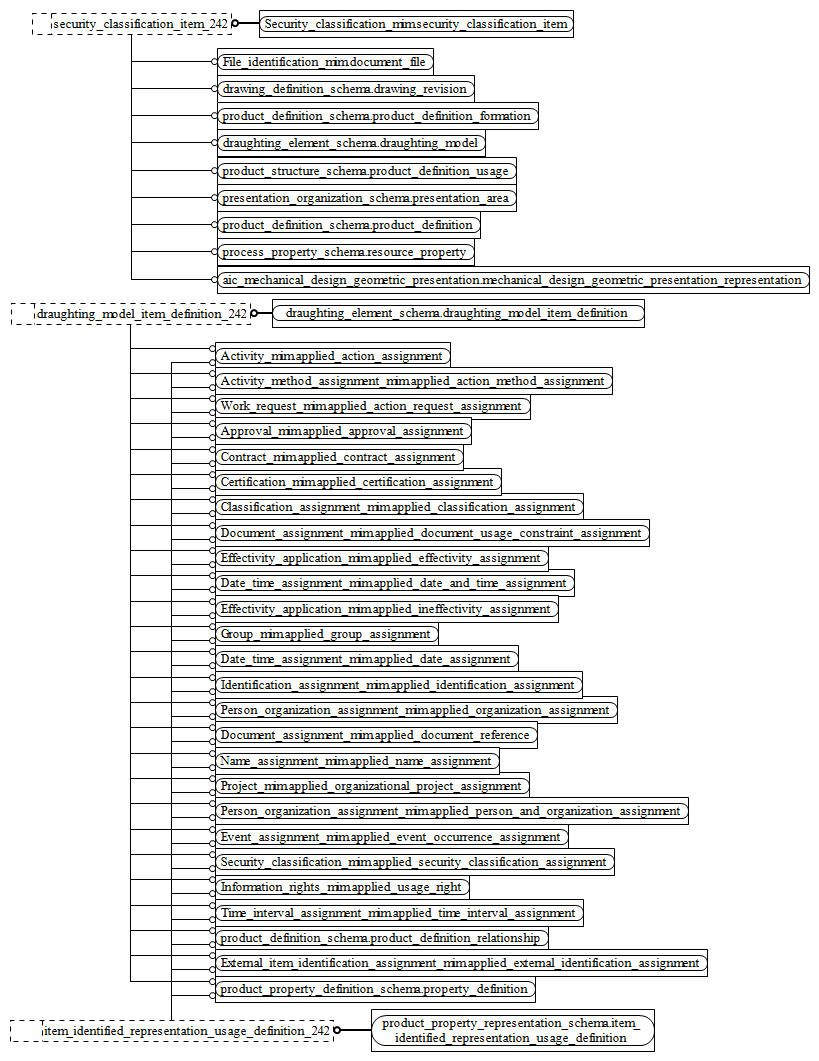 security_classification_item_242
Security_classification_mim.security_classification_item
File_identification_mim.document_file
drawing_definition_schema.drawing_revision
product_definition_schema.product_definition_formation
draughting_element_schema.draughting_model
product_structure_schema.product_definition_usage
presentation_organization_schema.presentation_area
product_definition_schema.product_definition
process_property_schema.resource_property
aic_mechanical_design_geometric_presentation.mechanical_design_geometric_presentation_representation
draughting_model_item_definition_242
draughting_element_schema.draughting_model_item_definition
Activity_mim.applied_action_assignment
Activity_method_assignment_mim.applied_action_method_assignment
Work_request_mim.applied_action_request_assignment
Approval_mim.applied_approval_assignment
Contract_mim.applied_contract_assignment
Certification_mim.applied_certification_assignment
Classification_assignment_mim.applied_classification_assignment
Document_assignment_mim.applied_document_usage_constraint_assignment
Effectivity_application_mim.applied_effectivity_assignment
Date_time_assignment_mim.applied_date_and_time_assignment
Effectivity_application_mim.applied_ineffectivity_assignment
Group_mim.applied_group_assignment
Date_time_assignment_mim.applied_date_assignment
Identification_assignment_mim.applied_identification_assignment
Person_organization_assignment_mim.applied_organization_assignment
Document_assignment_mim.applied_document_reference
Name_assignment_mim.applied_name_assignment
Project_mim.applied_organizational_project_assignment
Person_organization_assignment_mim.applied_person_and_organization_assignment
Event_assignment_mim.applied_event_occurrence_assignment
Security_classification_mim.applied_security_classification_assignment
Information_rights_mim.applied_usage_right
Time_interval_assignment_mim.applied_time_interval_assignment
product_definition_schema.product_definition_relationship
External_item_identification_assignment_mim.applied_external_identification_assignment
product_property_definition_schema.property_definition
item_identified_representation_usage_definition_242
product_property_representation_schema.item_
identified_representation_usage_definition